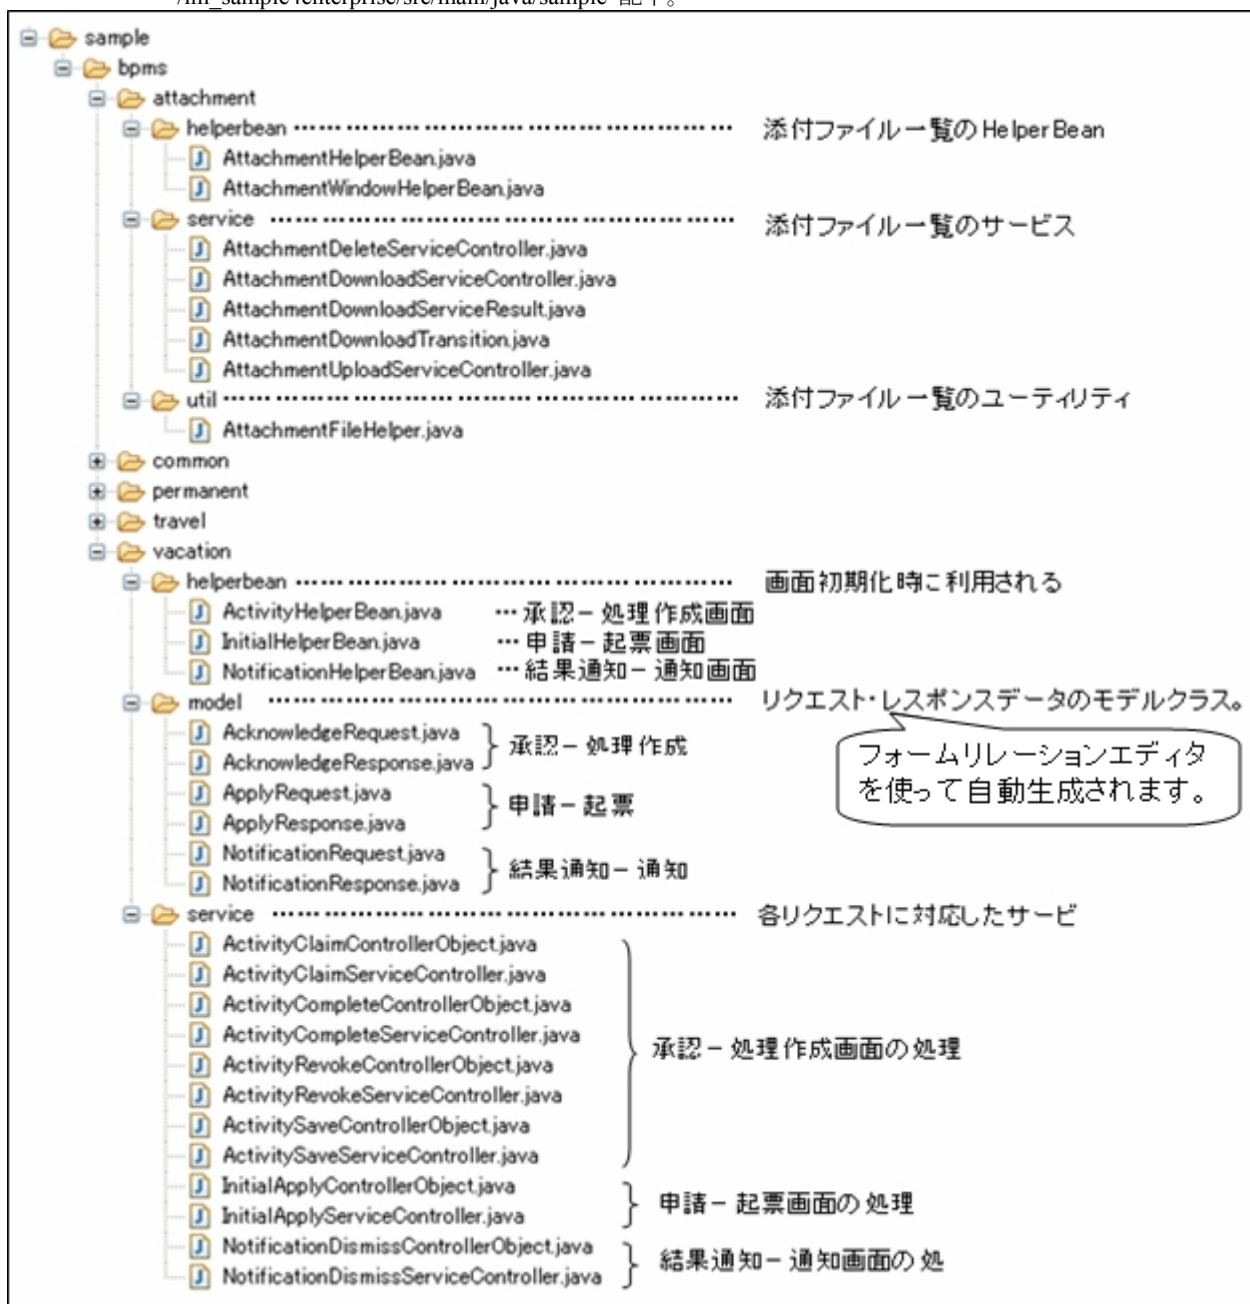 /im_sample4enterprise/src/main/java/sample 配下。
sample
bpms
attachment
helperbean ………………………………………… 添付ファイル一覧のHelperBean
AttachmentHelperBean.java
AttachmentWindowHelperBean.java
service ………………………………………… 添付ファイル一覧のサービス
AttachmentDeleteServiceController.java
AttachmentDownloadServiceController.java
AttachmentDownloadServiceResult.java
AttachmentDownloadTransition.java
AttachmentUploadServiceController.java
util ………………………………………… 添付ファイル一覧のユーティリティ
AttachmentFileHelper.java
common
permanent
travel
vacation
helperbean ………………………………………… 画面初期化時に利用される
ActivityHelperBean.java …承認－処理作成画面
InitialHelperBean.java …申請－起票画面
NotificationHelperBean.java …結果通知－通知画面
model ………………………………………… リクエスト・レスポンスデータのモデルクラス。
フォームリレーションエディタ
を使って自動生成されます。
AcknowledgeRequest.java
承認－処理作成
AcknowledgeResponse.java
ApplyRequest.java
申請－起票
ApplyResponse.java
NotificationRequest.java
結果通知－通知
NotificationResponse.java
service ………………………………………… 各リクエストに対応したサービ
ActivityClaimControllerObject.java
ActivityClaimServiceController.java
ActivityCompleteControllerObject.java
ActivityCompleteServiceController.java
承認－処理作成画面の処理
ActivityRevokeControllerObject.java
ActivityRevokeServiceController.java
ActivitySaveControllerObject.java
ActivitySaveServiceController.java
InitialApplyControllerObject.java
申請－起票画面の処理
InitialApplyServiceController.java
NotificationDismissControllerObject.java
結果通知－通知画面の処
NotificationDismissServiceController.java